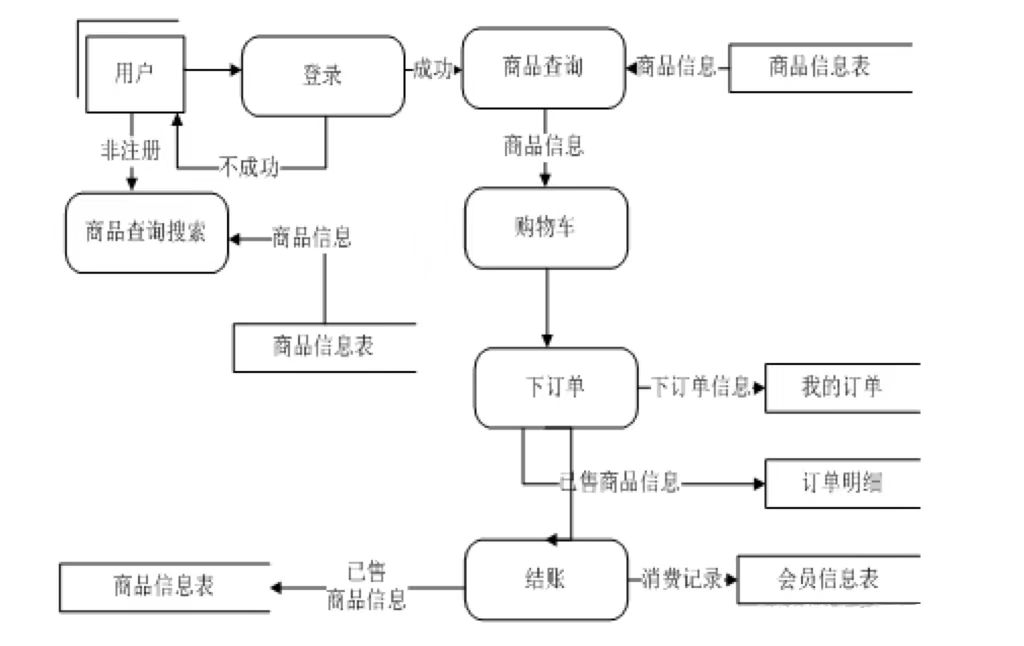 用户
登录
成功
商品查询
商品信息
商品信息表
非注册
不成功
商品信息
商品查询搜索
商品信息
购物车
商品信息表
下订单
下订单信息
我的订单
已售商品信息
订单明细
商品信息表
已售
商品信息
结账
消费记录
会员信息表